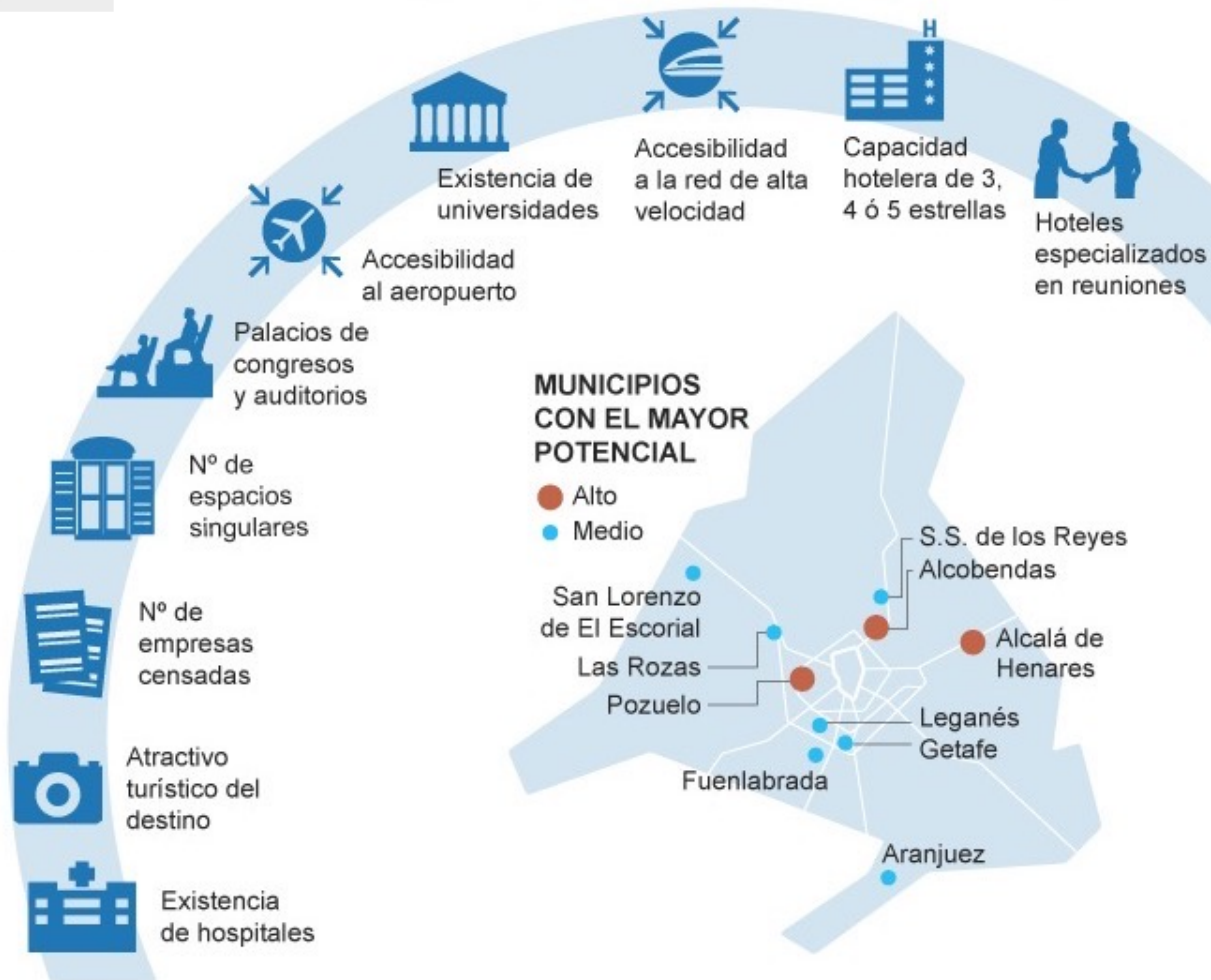 H
Accesibilidad
a la red de alta
velocidad
Capacidad
hotelera de 3,
4 ó 5 estrellas
Hoteles
especializados
en reuniones
Existencia de
universidades
Accesibilidad
al aeropuerto
Palacios de
congresos
y auditorios
Nº de
espacios
singulares
Nº de
empresas
censadas
Atractivo
turístico del
destino
Existencia
de hospitales
MUNICIPIOS
CON EL MAYOR
POTENCIAL
Alto
Medio
S.S. de los Reyes
Alcobendas
San Lorenzo
de El Escorial
Las Rozas
Pozuelo
Alcalá de
Henares
Leganés
Getafe
Fuenlabrada
Aranjuez